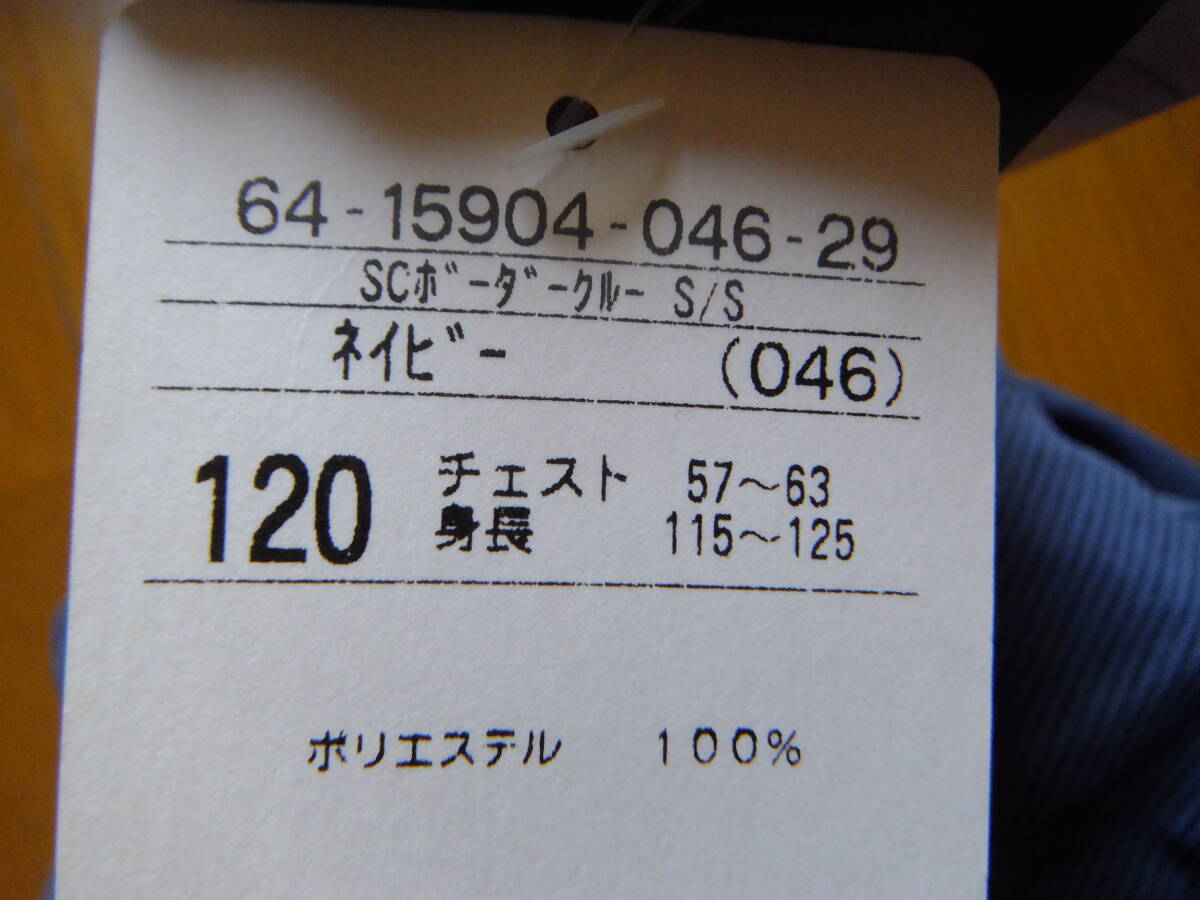 64-15904-046-29
SCﾎﾞｰﾀﾞｰｸﾙｰ S/S
ﾈｲﾋﾞｰ (046)
120 チェスト 57～63
身長 115～125
ポリエステル 100%